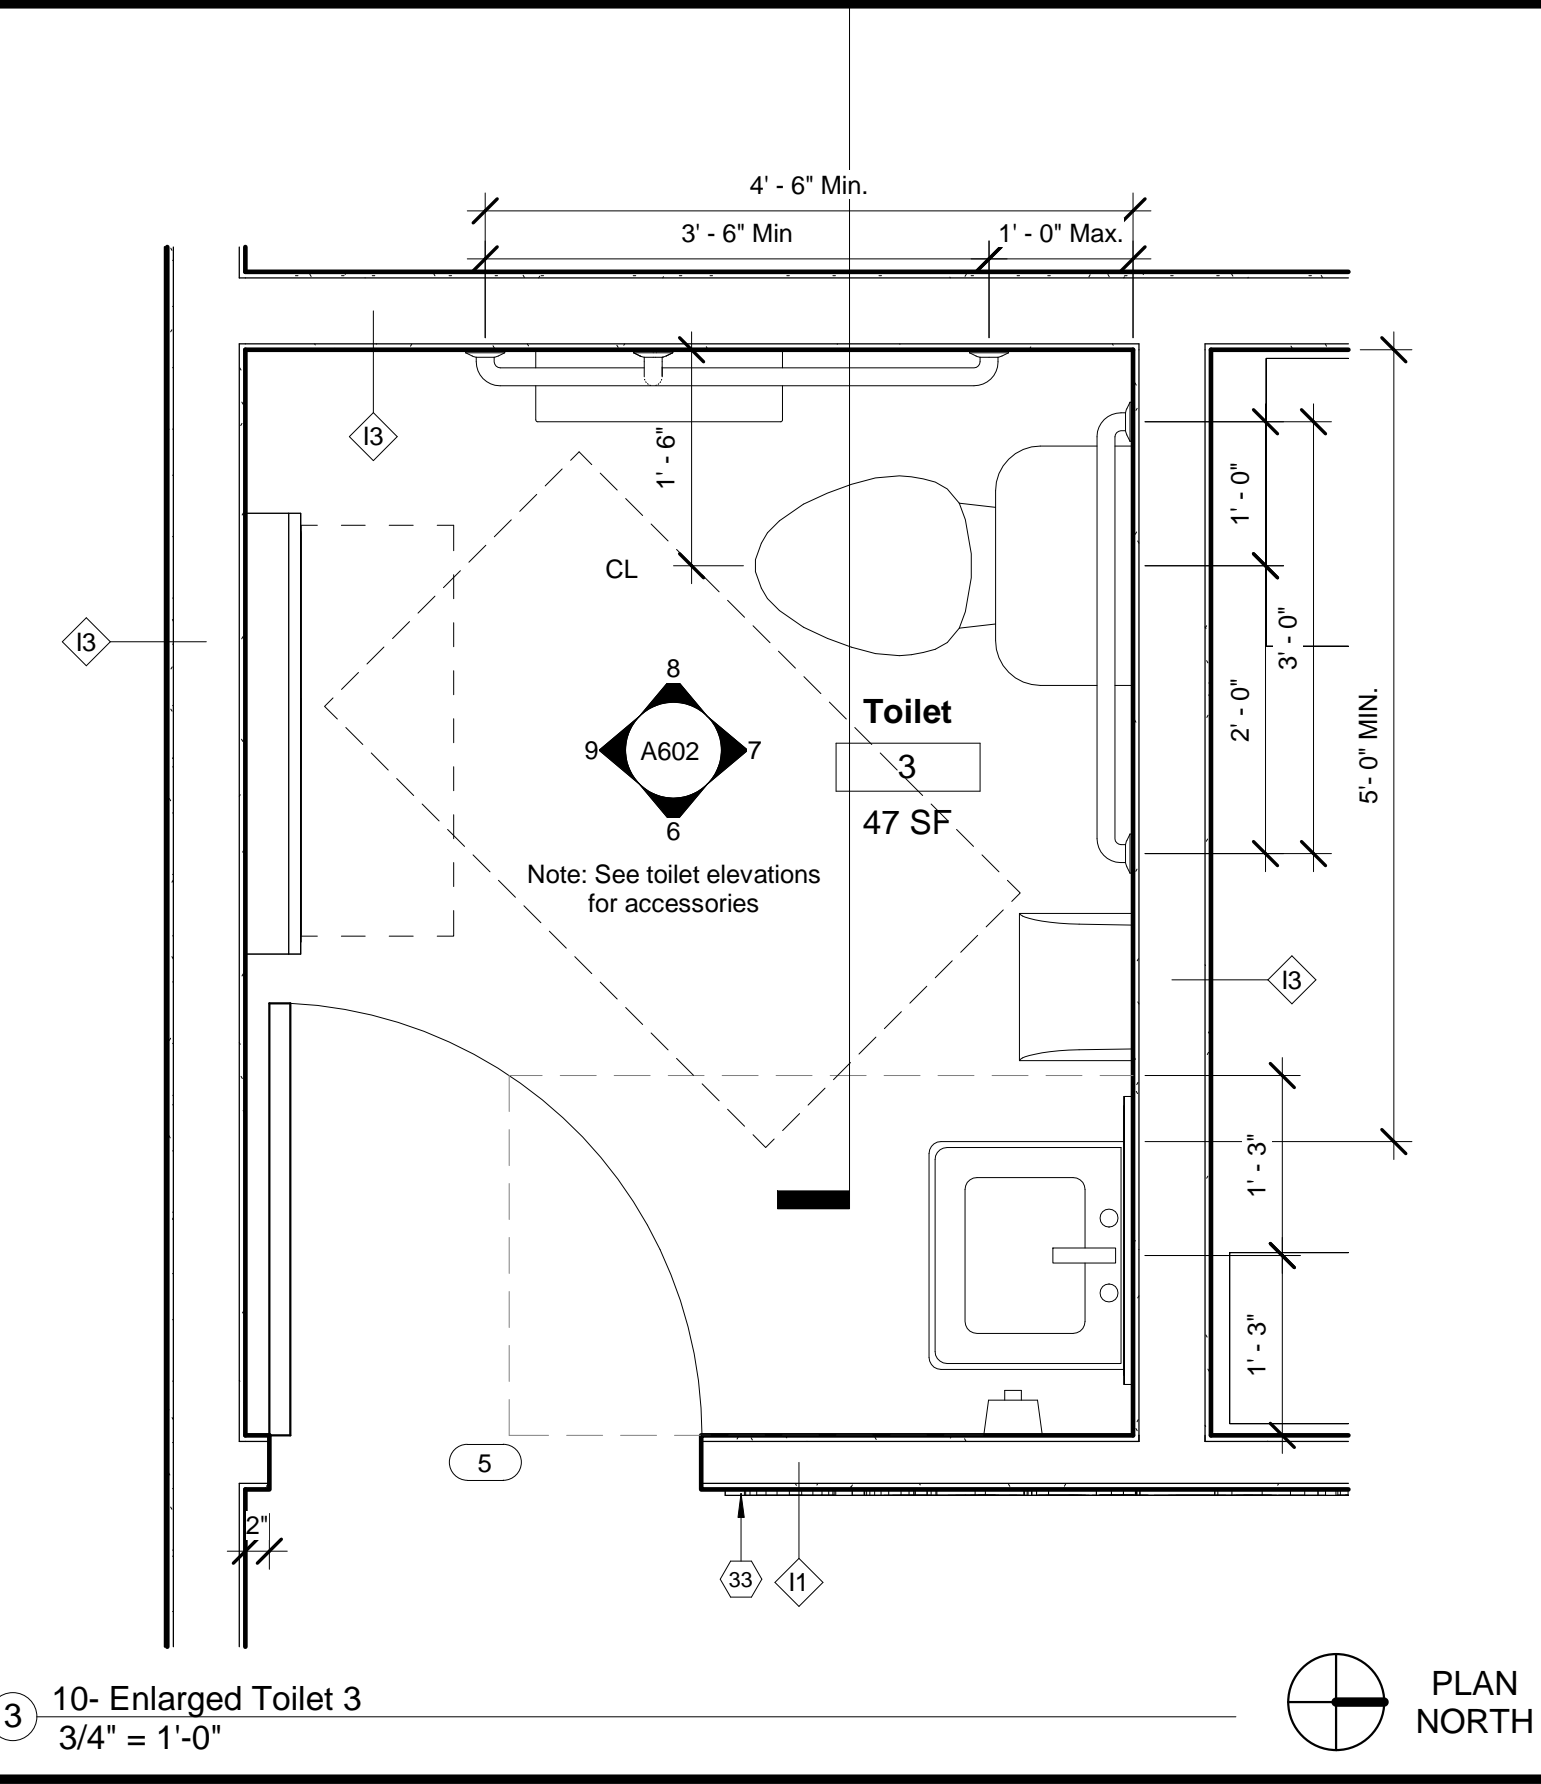 4' - 6" Min.
3' - 6" Min
1' - 0" Max.
I3
1' - 6"
1' - 0"
CL
I3
3' - 0"
2' - 0"
5'- 0" MIN.
8
9
A602
7
6
Toilet
3
47 SF
Note: See toilet elevations
for accessories
I3
1' - 3"
1' - 3"
5
2"
33
I1
3
10- Enlarged Toilet 3
3/4" = 1'-0"
PLAN
NORTH